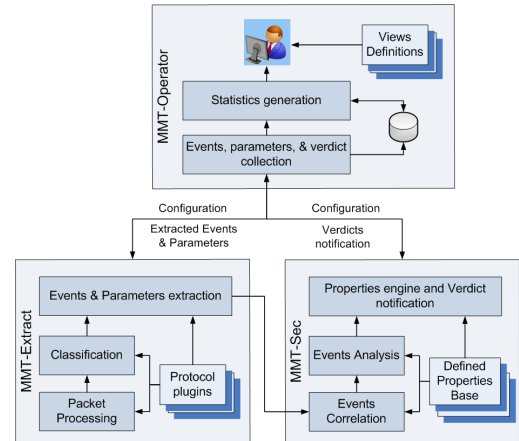 MMT-Operator
Views
Definitions
Statistics generation
Events, parameters, & verdict
collection
Configuration
Extracted Events
& Parameters
Configuration
Verdicts
notification
MMT-Extract
Events & Parameters extraction
Classification
Packet
Processing
Protocol
plugins
MMT-Sec
Properties engine and Verdict
notification
Events Analysis
Events
Correlation
Defined
Properties
Base